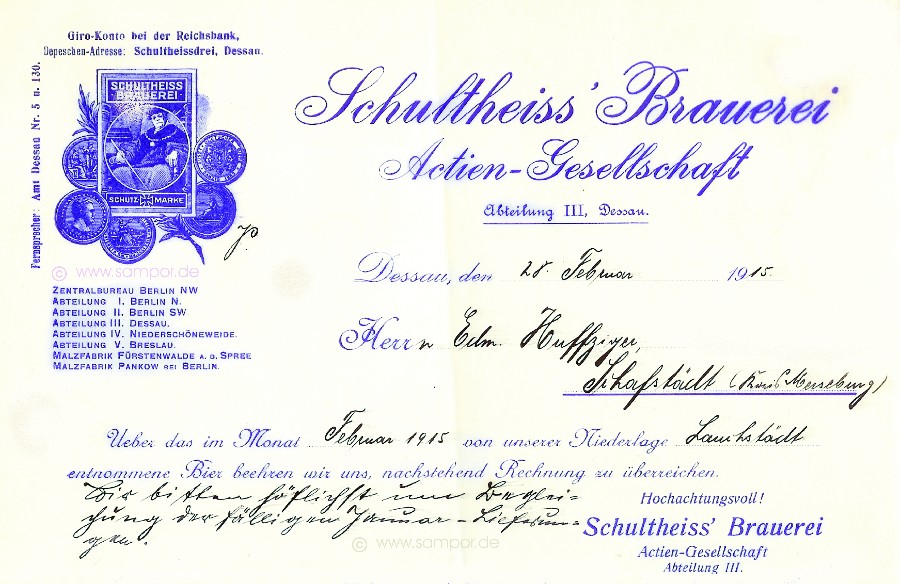 Giro-Konto bei der Reichsbank,
Depeschen-Adresse: Schultheissdrei, Dessau.
Fernsprecher: Amt Dessau Nr. 5 u. 130.
SCHULTHEISS
BRAUEREI
SCHUTZ MARKE
Schultheiss' Brauerei
Actien-Gesellschaft
Abteilung III, Dessau.
© www.sampor.de
Dessau, den 28. Februar 1915.
ZENTRALBUREAU BERLIN NW
ABTEILUNG I. BERLIN N.
ABTEILUNG II. BERLIN SW
ABTEILUNG III. DESSAU.
ABTEILUNG IV. NIEDERSCHÖNEWEIDE.
ABTEILUNG V. BRESLAU.
MALZFABRIK FÜRSTENWALDE A. D. SPREE
MALZFABRIK PANKOW BEI BERLIN.
Herrn Edm. Huffziger,
Schafstädt (Kreis Merseburg)
Ueber das im Monat Februar 1915 von unserer Niederlage Lauchstädt
entnommene Bier beehren wir uns, nachstehend Rechnung zu überreichen.
Wir bitten höflichst um Beglei-
chung der fälligen Januar-Lieferun-
gen.
Hochachtungsvoll!
Schultheiss' Brauerei
Actien-Gesellschaft
Abteilung III.
© www.sampor.de